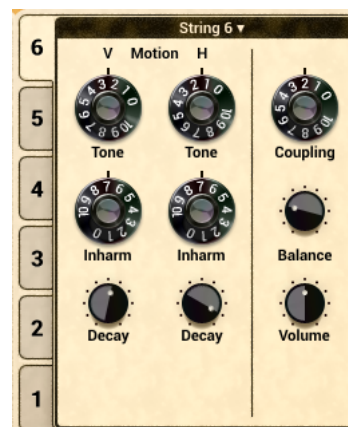 String 6 ▾
6
V Motion H
5
Tone Tone Coupling
4
Inharm Inharm Balance
3
2
Decay Decay Volume
1